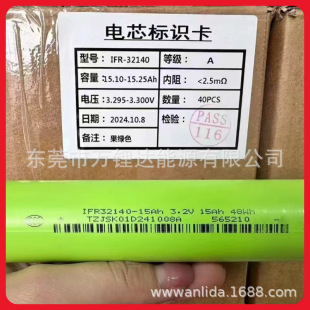 电芯标识卡
型号: IFR-32140 等级: A
容量: 15.10-15.25Ah 内阻: <2.5mΩ
电压: 3.295-3.300V 数量: 40PCS
日期: 2024.10.8 检验:
PASS
116
备注: 果绿色
东莞市万锂达能源有限公司
IFR32140-15Ah 3.2V 15Ah 48Wh
TZJSK01D241008A 565210
www.anlida.1688.com